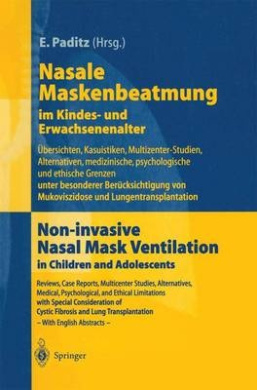 E. Paditz (Hrsg.)
Nasale
Maskenbeatmung
im Kindes- und
Erwachsenenalter
Übersichten, Kasuistiken, Multizenter-Studien,
Alternativen, medizinische, psychologische
und ethische Grenzen
unter besonderer Berücksichtigung von
Mukoviszidose und Lungentransplantation
Non-invasive
Nasal Mask Ventilation
in Children and Adolescents
Reviews, Case Reports, Multicenter Studies, Alternatives,
Medical, Psychological, and Ethical Limitations
with Special Consideration of
Cystic Fibrosis and Lung Transplantation
– With English Abstracts –
Springer